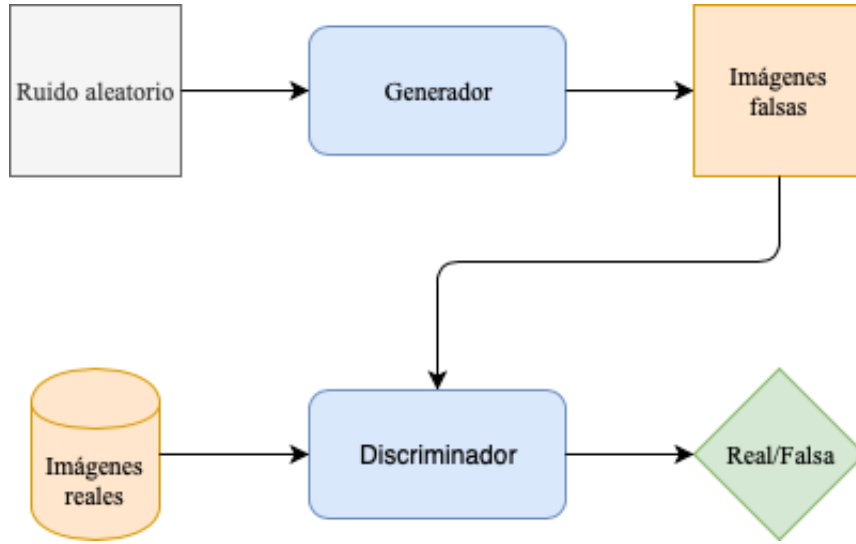 Ruido aleatorio
Generador
Imágenes
falsas
Imágenes
reales
Discriminador
Real/Falsa